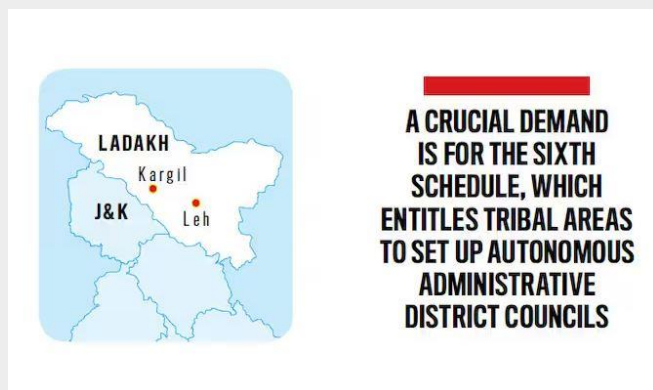 LADAKH
Kargil
J&K
Leh
A CRUCIAL DEMAND
IS FOR THE SIXTH
SCHEDULE, WHICH
ENTITLES TRIBAL AREAS
TO SET UP AUTONOMOUS
ADMINISTRATIVE
DISTRICT COUNCILS